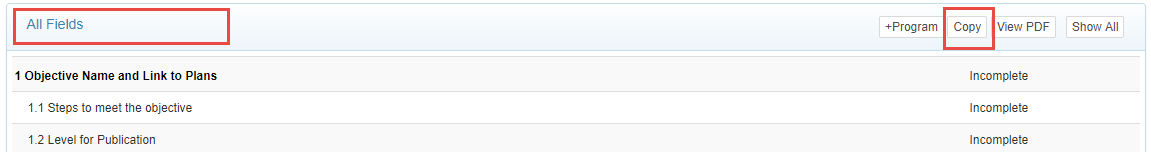 All Fields +Program Copy View PDF Show All
1 Objective Name and Link to Plans Incomplete
1.1 Steps to meet the objective Incomplete
1.2 Level for Publication Incomplete